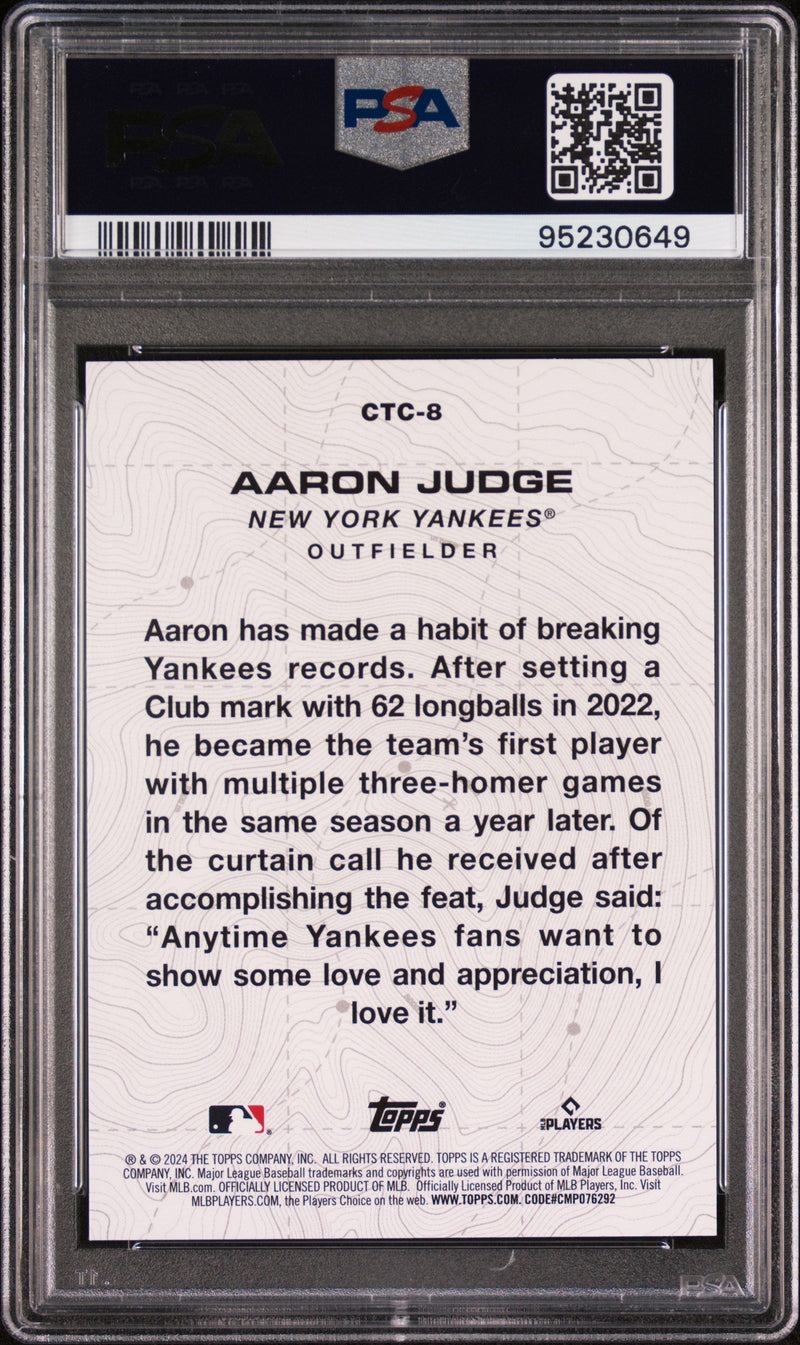 PSA
95230649
CTC-8
AARON JUDGE
NEW YORK YANKEES®
OUTFIELDER
Aaron has made a habit of breaking
Yankees records. After setting a
Club mark with 62 longballs in 2022,
he became the team's first player
with multiple three-homer games
in the same season a year later. Of
the curtain call he received after
accomplishing the feat, Judge said:
“Anytime Yankees fans want to
show some love and appreciation, I
love it.”
Topps®
MLB PLAYERS
® & © 2024 THE TOPPS COMPANY, INC. ALL RIGHTS RESERVED. TOPPS IS A REGISTERED TRADEMARK OF THE TOPPS
COMPANY, INC. Major League Baseball trademarks and copyrights are used with permission of Major League Baseball.
Visit MLB.com. OFFICIALLY LICENSED PRODUCT OF MLB. Officially Licensed Product of MLB Players, Inc. Visit
MLBPLAYERS.COM, the Players Choice on the web. WWW.TOPPS.COM. CODE#CMP076292
PSA